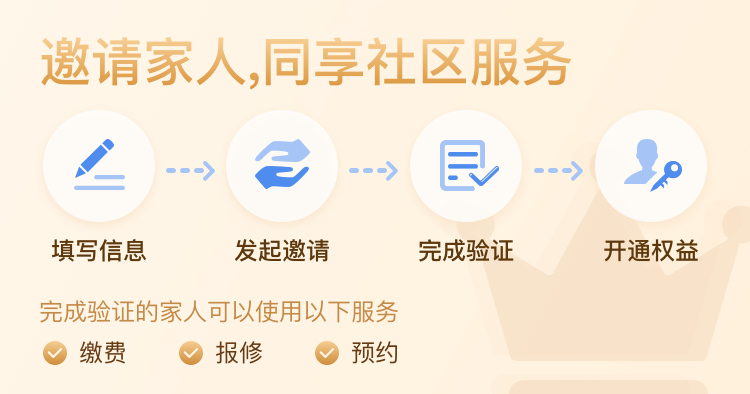 邀请家人,同享社区服务
填写信息 发起邀请 完成验证 开通权益
完成验证的家人可以使用以下服务
缴费 报修 预约